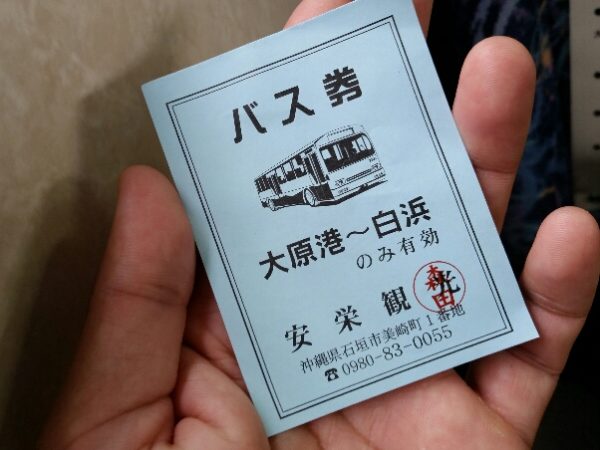 バス券
大原港～白浜
のみ有効
安栄観光
森田
沖縄県石垣市美崎町1番地
☎0980-83-0055